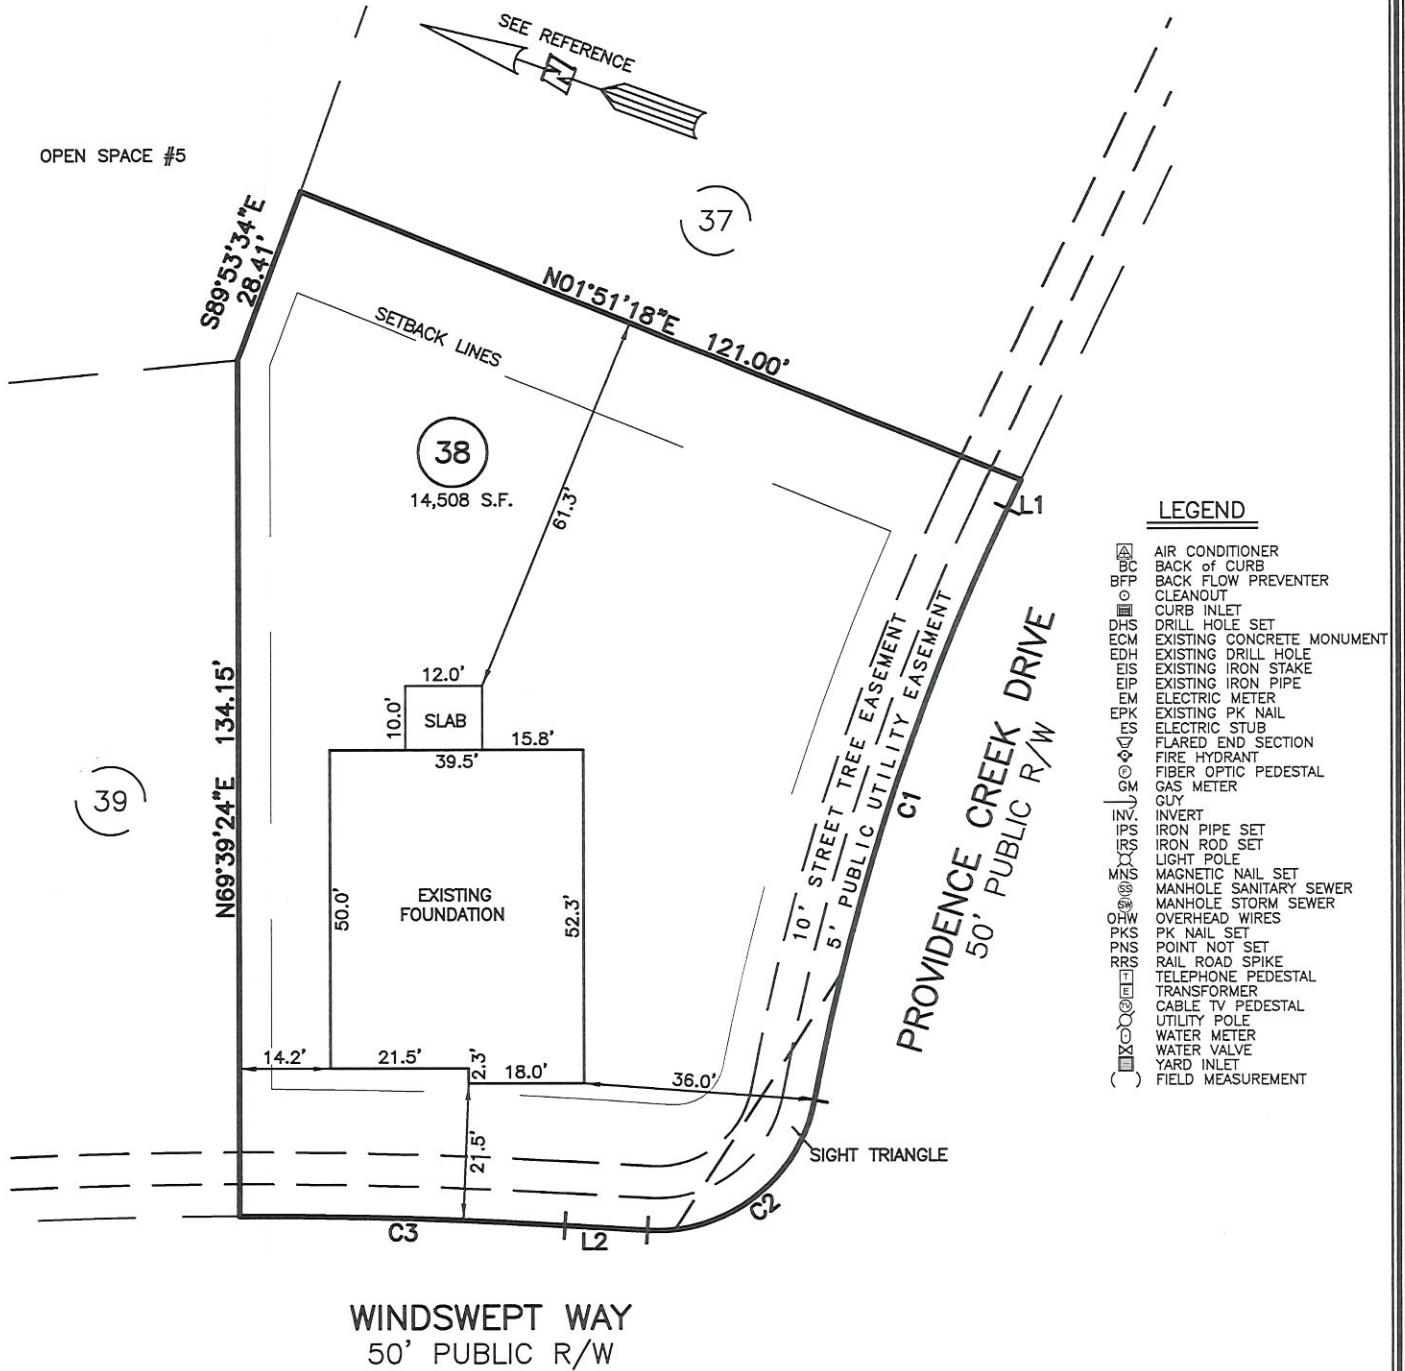 SEE REFERENCE
N
OPEN SPACE #5
37
S89°53'34"E
28.41'
N01°51'18"E 121.00'
SETBACK LINES
38
14,508 S.F.
61.3'
L1
LEGEND
A AIR CONDITIONER
BC BACK of CURB
BFP BACK FLOW PREVENTER
CLEANOUT
CURB INLET
DHS DRILL HOLE SET
ECM EXISTING CONCRETE MONUMENT
EDH EXISTING DRILL HOLE
EIS EXISTING IRON STAKE
EIP EXISTING IRON PIPE
EM ELECTRIC METER
EPK EXISTING PK NAIL
ES ELECTRIC STUB
FLARED END SECTION
FIRE HYDRANT
F FIBER OPTIC PEDESTAL
GM GAS METER
GUY
INV. INVERT
IPS IRON PIPE SET
IRS IRON ROD SET
LIGHT POLE
MNS MAGNETIC NAIL SET
SS MANHOLE SANITARY SEWER
SW MANHOLE STORM SEWER
OHW OVERHEAD WIRES
PKS PK NAIL SET
PNS POINT NOT SET
RRS RAIL ROAD SPIKE
T TELEPHONE PEDESTAL
E TRANSFORMER
TV CABLE TV PEDESTAL
UTILITY POLE
WATER METER
WATER VALVE
YARD INLET
( ) FIELD MEASUREMENT
10' STREET TREE EASEMENT
5' PUBLIC UTILITY EASEMENT
C1
PROVIDENCE CREEK DRIVE
50' PUBLIC R/W
N69°39'24"E 134.15'
39
12.0'
10.0'
SLAB
15.8'
39.5'
50.0'
EXISTING
FOUNDATION
52.3'
14.2'
21.5'
2.3'
18.0'
36.0'
21.5'
SIGHT TRIANGLE
C2
C3
L2
WINDSWEPT WAY
50' PUBLIC R/W